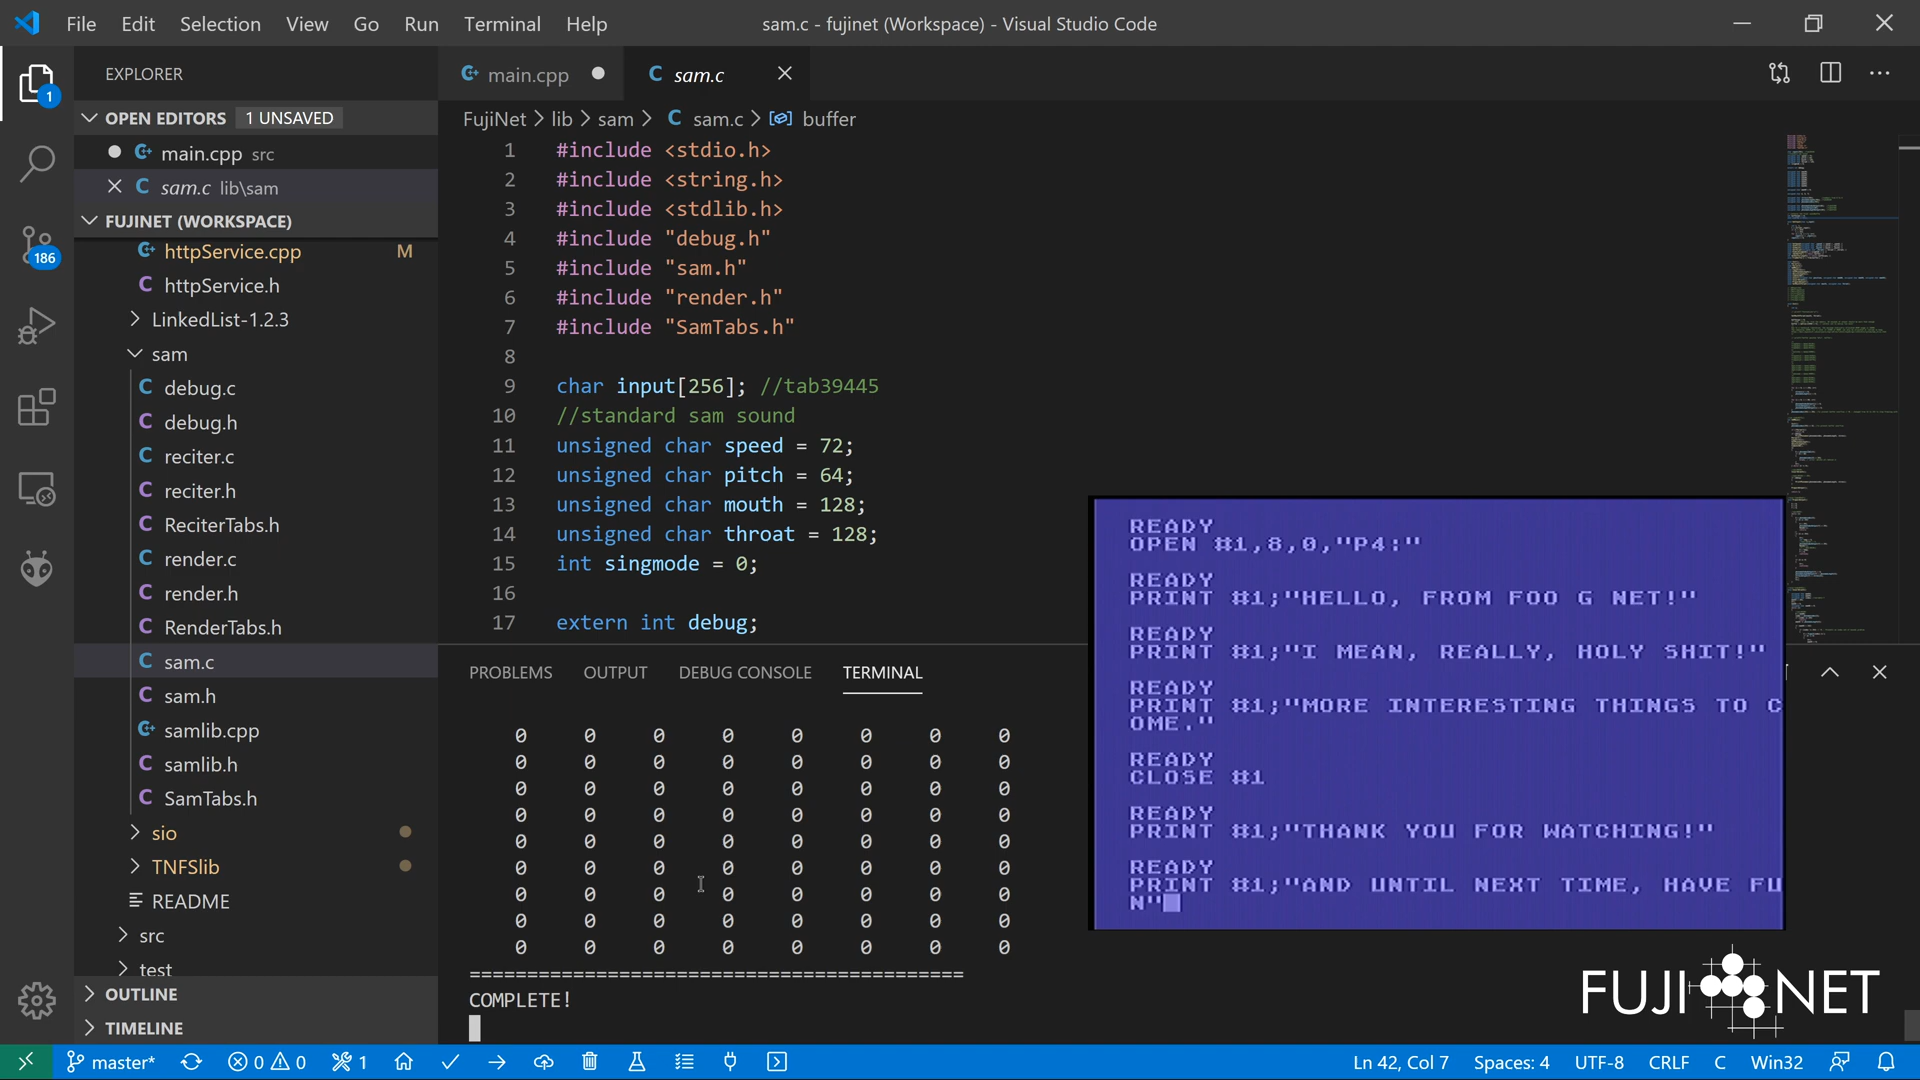 File Edit Selection View Go Run Terminal Help
sam.c - fujinet (Workspace) - Visual Studio Code
EXPLORER
OPEN EDITORS 1 UNSAVED
main.cpp src
sam.c lib\sam
FUJINET (WORKSPACE)
httpService.cpp M
httpService.h
LinkedList-1.2.3
sam
debug.c
debug.h
reciter.c
reciter.h
ReciterTabs.h
render.c
render.h
RenderTabs.h
sam.c
sam.h
samlib.cpp
samlib.h
SamTabs.h
sio
TNFSlib
README
src
test
OUTLINE
TIMELINE
1
186
main.cpp
sam.c
FujiNet > lib > sam > C sam.c > buffer
1 #include <stdio.h>
2 #include <string.h>
3 #include <stdlib.h>
4 #include "debug.h"
5 #include "sam.h"
6 #include "render.h"
7 #include "SamTabs.h"
8
9 char input[256]; //tab39445
10 //standard sam sound
11 unsigned char speed = 72;
12 unsigned char pitch = 64;
13 unsigned char mouth = 128;
14 unsigned char throat = 128;
15 int singmode = 0;
16
17 extern int debug;
PROBLEMS OUTPUT DEBUG CONSOLE TERMINAL
0 0 0 0 0 0 0 0
0 0 0 0 0 0 0 0
0 0 0 0 0 0 0 0
0 0 0 0 0 0 0 0
0 0 0 0 0 0 0 0
0 0 0 0 0 0 0 0
0 0 0 0 0 0 0 0
0 0 0 0 0 0 0 0
0 0 0 0 0 0 0 0
===========================================
COMPLETE!
READY
OPEN #1,8,0,"P4:"
READY
PRINT #1;"HELLO, FROM FOO G NET!"
READY
PRINT #1;"I MEAN, REALLY, HOLY SHIT!"
READY
PRINT #1;"MORE INTERESTING THINGS TO C
OME."
READY
CLOSE #1
READY
PRINT #1;"THANK YOU FOR WATCHING!"
READY
PRINT #1;"AND UNTIL NEXT TIME, HAVE FU
N"
FUJI NET
master* 0 0 1
Ln 42, Col 7 Spaces: 4 UTF-8 CRLF C Win32